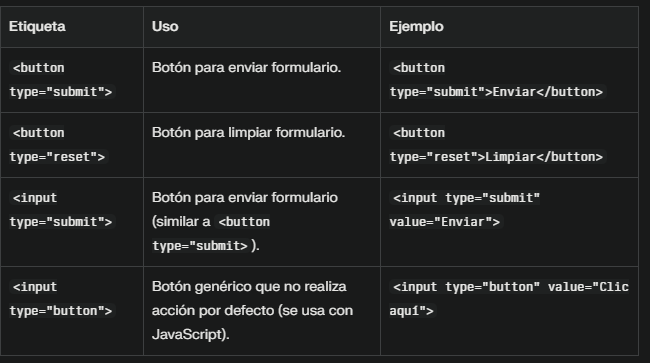 Etiqueta Uso Ejemplo
<button
type="submit">
Botón para enviar formulario.
<button
type="submit">Enviar</button>
<button
type="reset">
Botón para limpiar formulario.
<button
type="reset">Limpiar</button>
<input
type="submit">
Botón para enviar formulario
(similar a <button
type="submit> ).
<input type="submit"
value="Enviar">
<input
type="button">
Botón genérico que no realiza
acción por defecto (se usa con
JavaScript).
<input type="button" value="Clic
aquí">